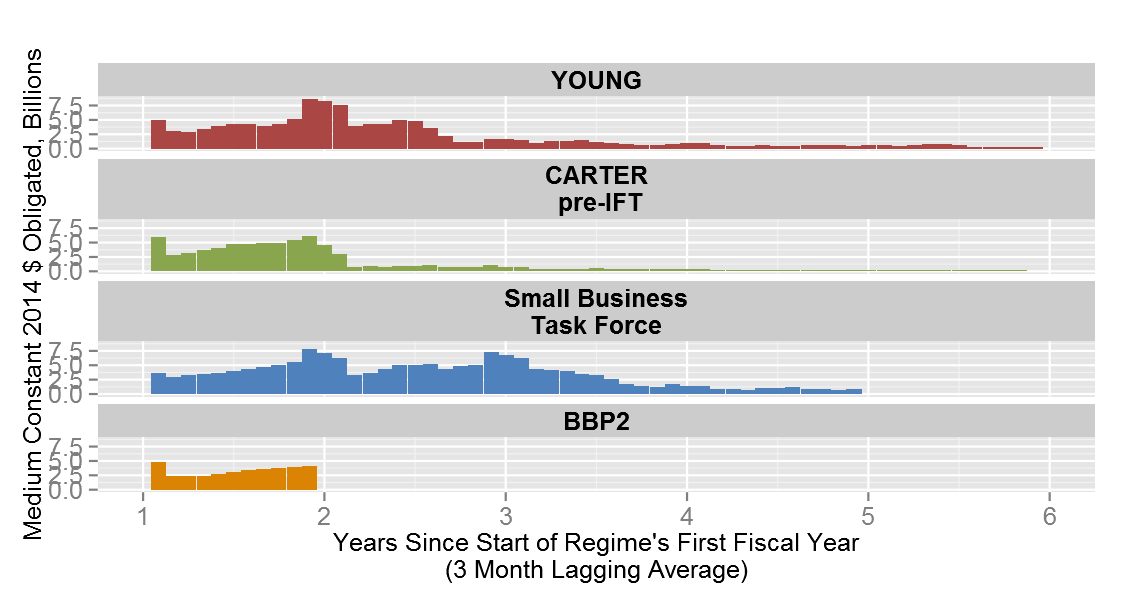 Medium Constant 2014 $ Obligated, Billions
YOUNG
7.5
5.0
2.5
0.0
CARTER
pre-IFT
7.5
5.0
2.5
0.0
Small Business
Task Force
7.5
5.0
2.5
0.0
BBP2
7.5
5.0
2.5
0.0
1 2 3 4 5 6
Years Since Start of Regime's First Fiscal Year
(3 Month Lagging Average)